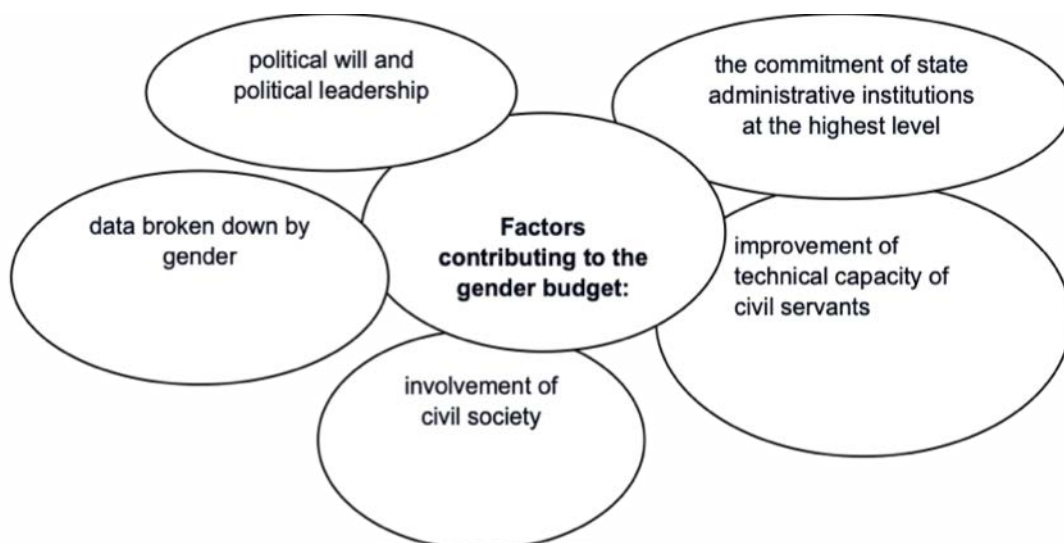 political will and
political leadership
the commitment of state
administrative institutions
at the highest level
data broken down by
gender
Factors
contributing to the
gender budget:
improvement of
technical capacity of
civil servants
involvement of
civil society